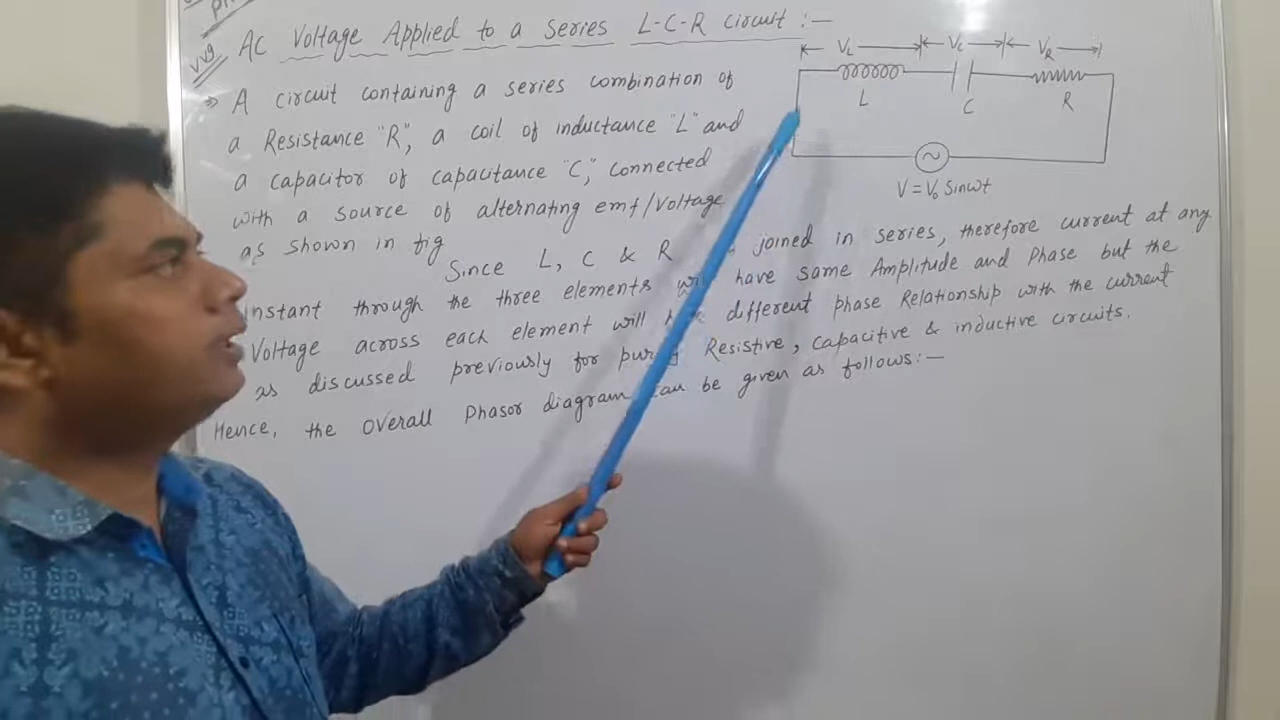 VVg AC Voltage Applied to a Series L-C-R Circuit :—
⇒ A circuit containing a series combination of
a Resistance "R", a coil of inductance "L" and
a capacitor of capacitance "C", connected
with a source of alternating emf/Voltage
as shown in fig
Since L, C & R joined in series, therefore current at any
instant through the three elements will have same Amplitude and Phase but the
Voltage across each element will different phase Relationship with the current
as discussed previously for purely Resistive, capacitive & inductive circuits.
Hence, the overall Phasor diagram can be given as follows:—
VL VC VR
L C R
~
V = V₀ Sinωt